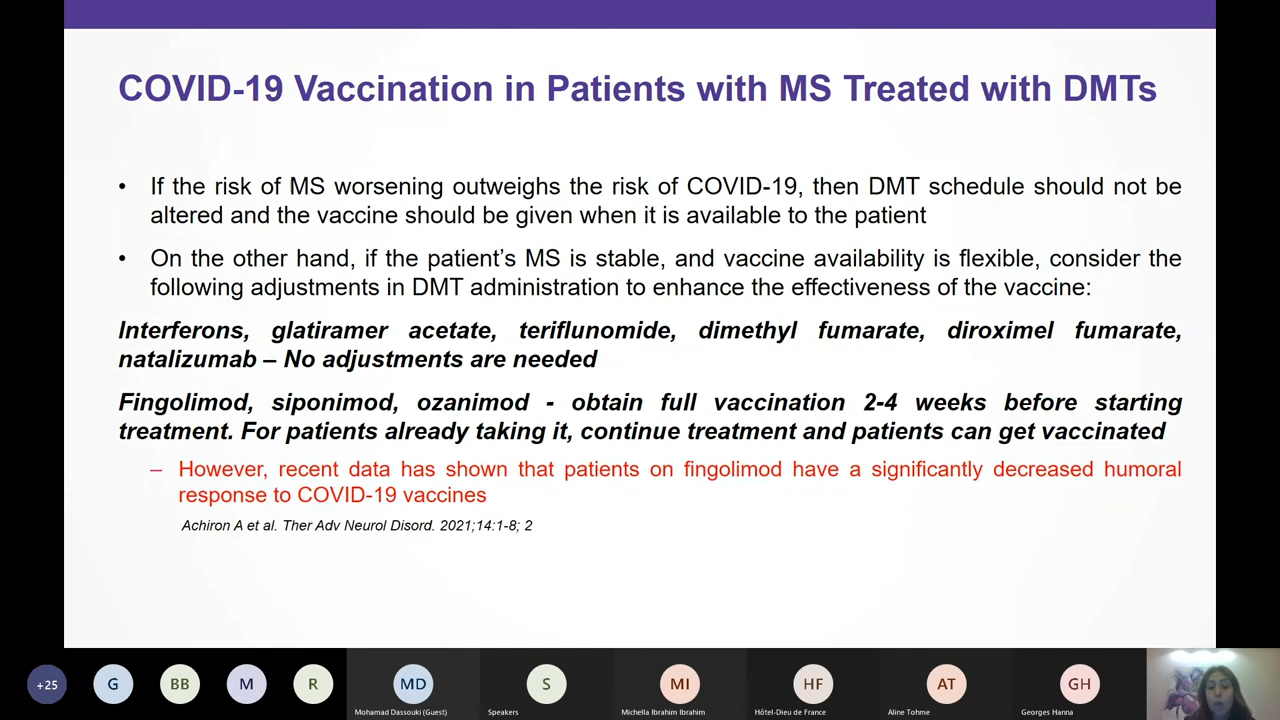 COVID-19 Vaccination in Patients with MS Treated with DMTs
• If the risk of MS worsening outweighs the risk of COVID-19, then DMT schedule should not be
altered and the vaccine should be given when it is available to the patient
• On the other hand, if the patient's MS is stable, and vaccine availability is flexible, consider the
following adjustments in DMT administration to enhance the effectiveness of the vaccine:
Interferons, glatiramer acetate, teriflunomide, dimethyl fumarate, diroximel fumarate,
natalizumab – No adjustments are needed
Fingolimod, siponimod, ozanimod - obtain full vaccination 2-4 weeks before starting
treatment. For patients already taking it, continue treatment and patients can get vaccinated
– However, recent data has shown that patients on fingolimod have a significantly decreased humoral
response to COVID-19 vaccines
Achiron A et al. Ther Adv Neurol Disord. 2021;14:1-8; 2
+25
G
BB
M
R
MD
S
MI
HF
AT
GH
Mohamad Dassouki (Guest)
Speakers
Michella Ibrahim Ibrahim
Hôtel-Dieu de France
Aline Tohme
Georges Hanna